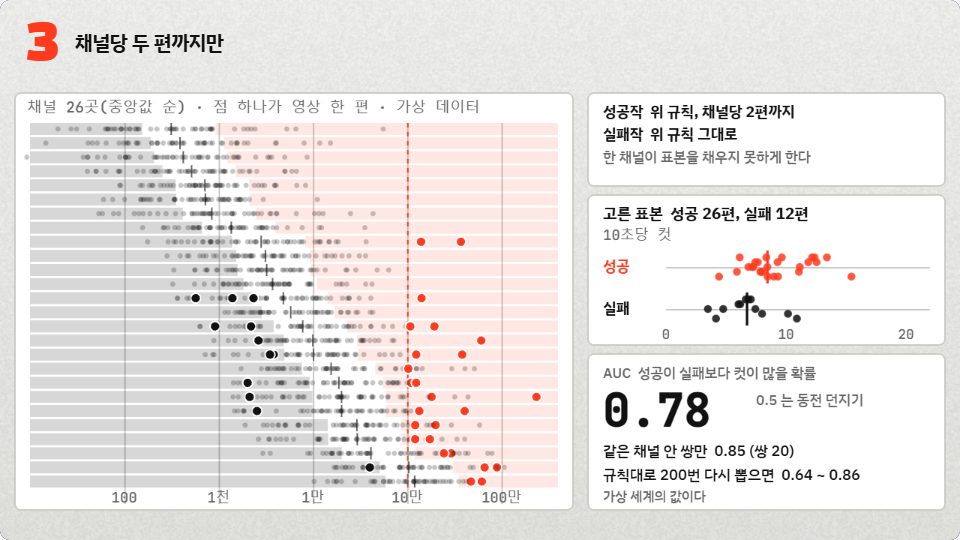 3 채널당 두 편까지만
채널 26곳(중앙값 순) · 점 하나가 영상 한 편 · 가상 데이터
100 1천 1만 10만 100만
성공작 위 규칙, 채널당 2편까지
실패작 위 규칙 그대로
한 채널이 표본을 채우지 못하게 한다
고른 표본 성공 26편, 실패 12편
10초당 컷
성공
실패
0 10 20
AUC 성공이 실패보다 컷이 많을 확률
0.78 0.5 는 동전 던지기
같은 채널 안 쌍만 0.85 (쌍 20)
규칙대로 200번 다시 뽑으면 0.64 ~ 0.86
가상 세계의 값이다